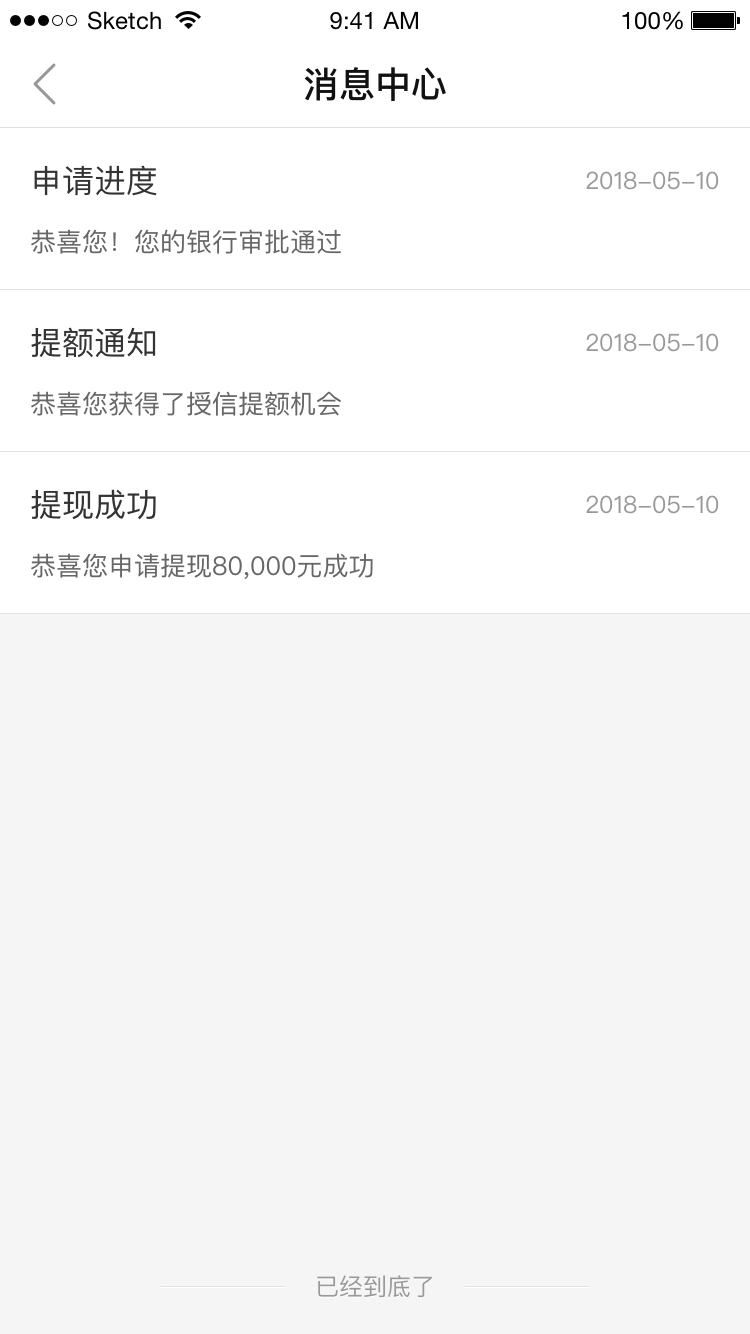 Sketch 9:41 AM 100%
消息中心
申请进度 2018-05-10
恭喜您！您的银行审批通过
提额通知 2018-05-10
恭喜您获得了授信提额机会
提现成功 2018-05-10
恭喜您申请提现80,000元成功
已经到底了